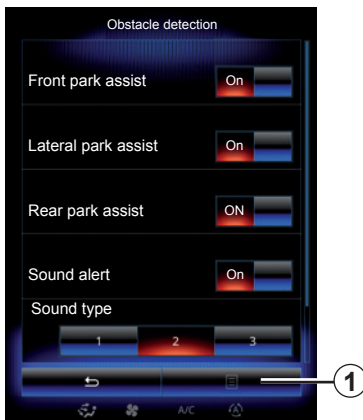 Obstacle detection
Front park assist On
Lateral park assist On
Rear park assist ON
Sound alert On
Sound type
1 2 3
1
A/C A